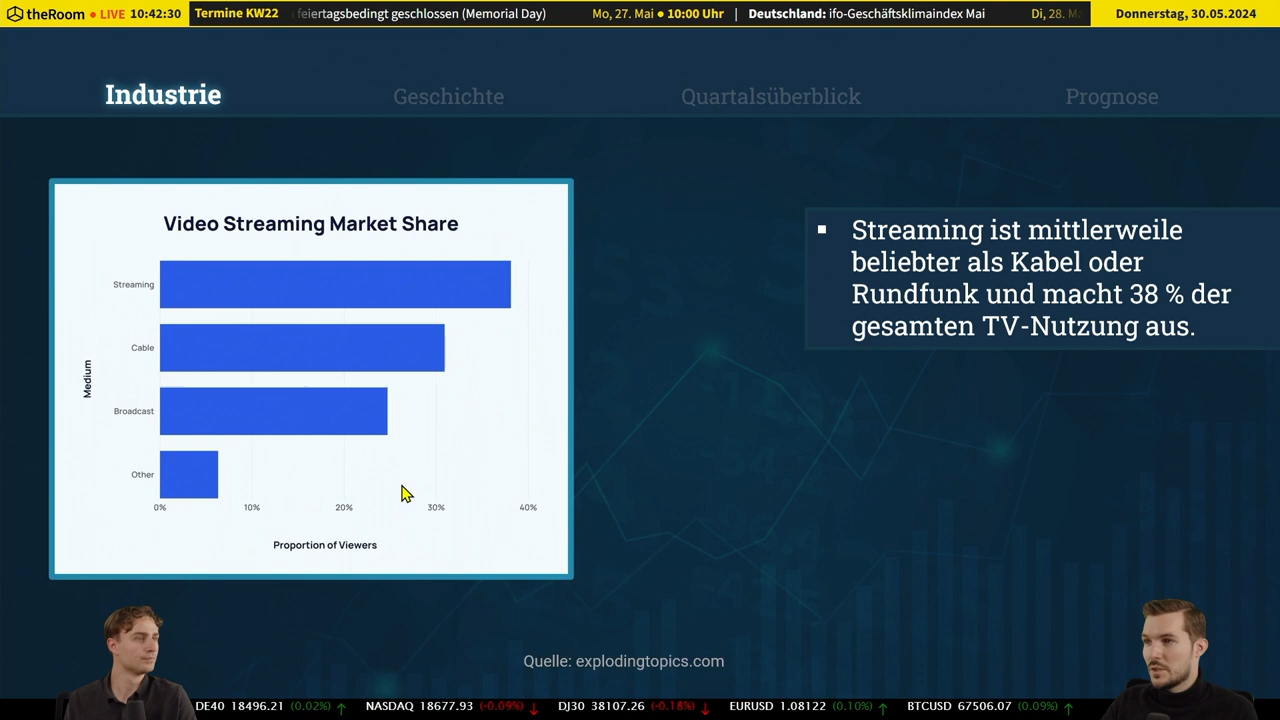 theRoom ● LIVE 10:42:30
Termine KW22
feiertagsbedingt geschlossen (Memorial Day)
Mo, 27. Mai ● 10:00 Uhr | Deutschland: ifo-Geschäftsklimaindex Mai
Di, 28.
Donnerstag, 30.05.2024
Industrie
Geschichte
Quartalsüberblick
Prognose
Video Streaming Market Share
Medium
Streaming
Cable
Broadcast
Other
0% 10% 20% 30% 40%
Proportion of Viewers
▪ Streaming ist mittlerweile
beliebter als Kabel oder
Rundfunk und macht 38 % der
gesamten TV-Nutzung aus.
Quelle: explodingtopics.com
DE40 18496.21 (0.02%) ↑ NASDAQ 18677.93 (-0.09%) ↓ DJ30 38107.26 (-0.18%) ↓ EURUSD 1.08122 (0.10%) ↑ BTCUSD 67506.07 (0.09%) ↑